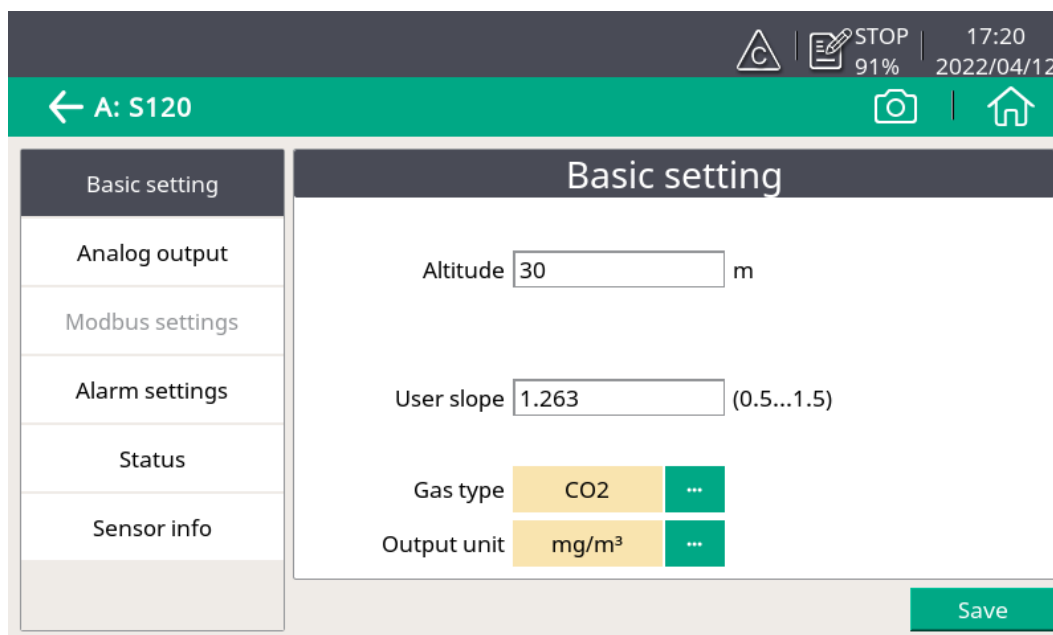 C
STOP
91%
17:20
2022/04/12
A: S120
Basic setting
Analog output
Modbus settings
Alarm settings
Status
Sensor info
Basic setting
Altitude 30 m
User slope 1.263 (0.5...1.5)
Gas type CO2 ...
Output unit mg/m³ ...
Save